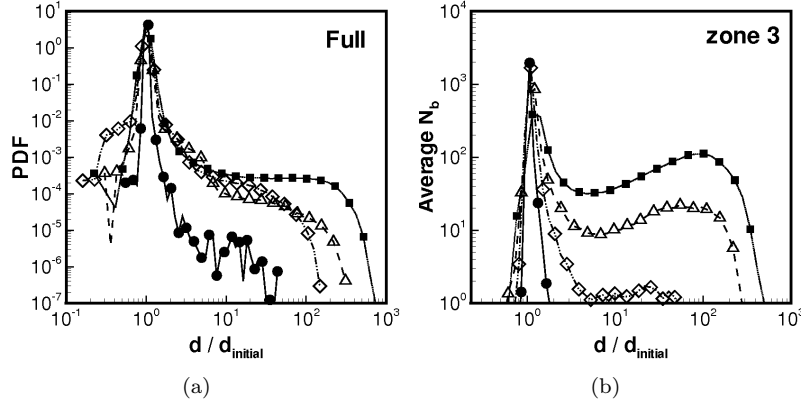 Full
PDF
10^1
10^0
10^-1
10^-2
10^-3
10^-4
10^-5
10^-6
10^-7
10^-1 10^0 10^1 10^2 10^3
d / d_initial
(a)
zone 3
Average N_b
10^4
10^3
10^2
10^1
10^0
10^0 10^1 10^2 10^3
d / d_initial
(b)